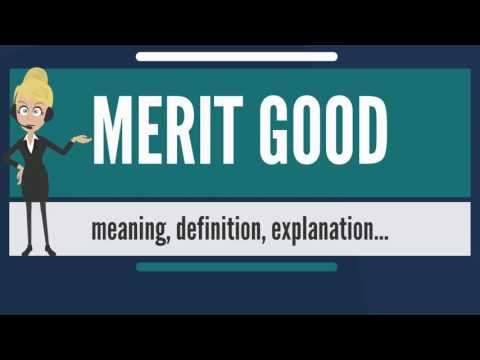 MERIT GOOD
meaning, definition, explanation...